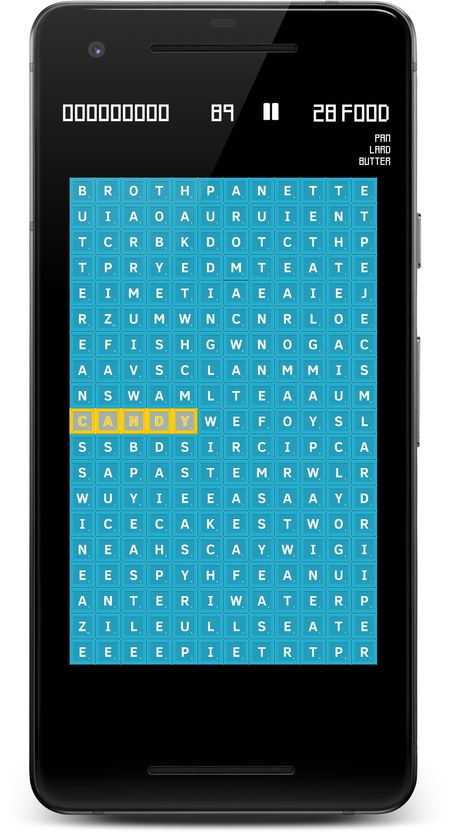 000000000 89 28 FOOD
PAN
LARD
BUTTER
B R O T H P A N E T T E
U I A O A U R U I E N T
T C R B K D O T C T H P
T P R Y E D M T E A T E
E I M E T I A E A I E J
R Z U M W N C N R L O E
E F I S H G W N O G A C
A A V S C L A N M M I S
N S W A M L T E A A U M
C A N D Y W E F O Y S L
S S B D S I R C I P C A
S A P A S T E M R W L R
W U Y I E E A S A A Y D
I C E C A K E S T W O R
N E A H S C A Y W I G I
E E S P Y H F E A N U I
A N T E R I W A T E R P
Z I L E U L L S E A T E
E E E E P I E T R T P R